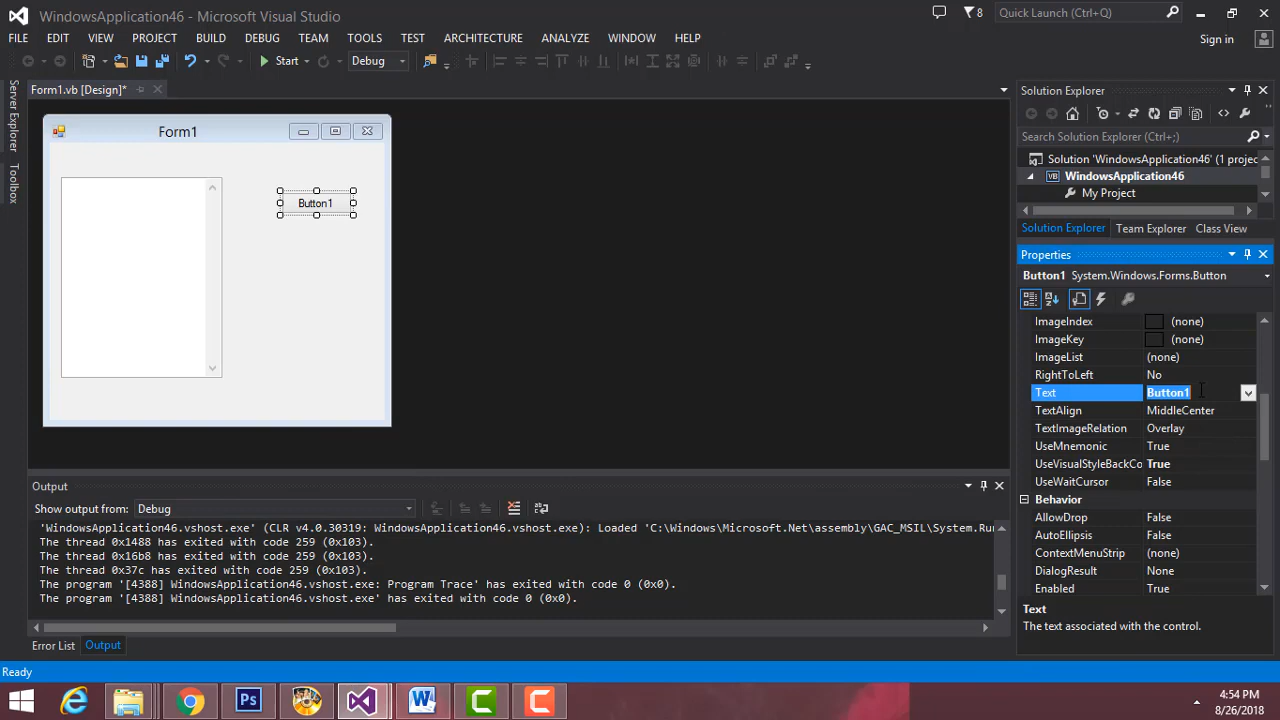 WindowsApplication46 - Microsoft Visual Studio
8
Quick Launch (Ctrl+Q)
FILE EDIT VIEW PROJECT BUILD DEBUG TEAM TOOLS TEST ARCHITECTURE ANALYZE WINDOW HELP
Sign in
Start Debug
Server Explorer
Toolbox
Form1.vb [Design]*
Form1
Button1
Solution Explorer
Search Solution Explorer (Ctrl+;)
Solution 'WindowsApplication46' (1 projec
VB WindowsApplication46
My Project
Solution Explorer Team Explorer Class View
Properties
Button1 System.Windows.Forms.Button
ImageIndex (none)
ImageKey (none)
ImageList (none)
RightToLeft No
Text Button1
TextAlign MiddleCenter
TextImageRelation Overlay
UseMnemonic True
UseVisualStyleBackCo True
UseWaitCursor False
Behavior
AllowDrop False
AutoEllipsis False
ContextMenuStrip (none)
DialogResult None
Enabled True
Text
The text associated with the control.
Output
Show output from: Debug
'WindowsApplication46.vshost.exe' (CLR v4.0.30319: WindowsApplication46.vshost.exe): Loaded 'C:\Windows\Microsoft.Net\assembly\GAC_MSIL\System.Run
The thread 0x1488 has exited with code 259 (0x103).
The thread 0x16b8 has exited with code 259 (0x103).
The thread 0x37c has exited with code 259 (0x103).
The program '[4388] WindowsApplication46.vshost.exe: Program Trace' has exited with code 0 (0x0).
The program '[4388] WindowsApplication46.vshost.exe' has exited with code 0 (0x0).
Error List Output
Ready
Ps
4:54 PM
8/26/2018